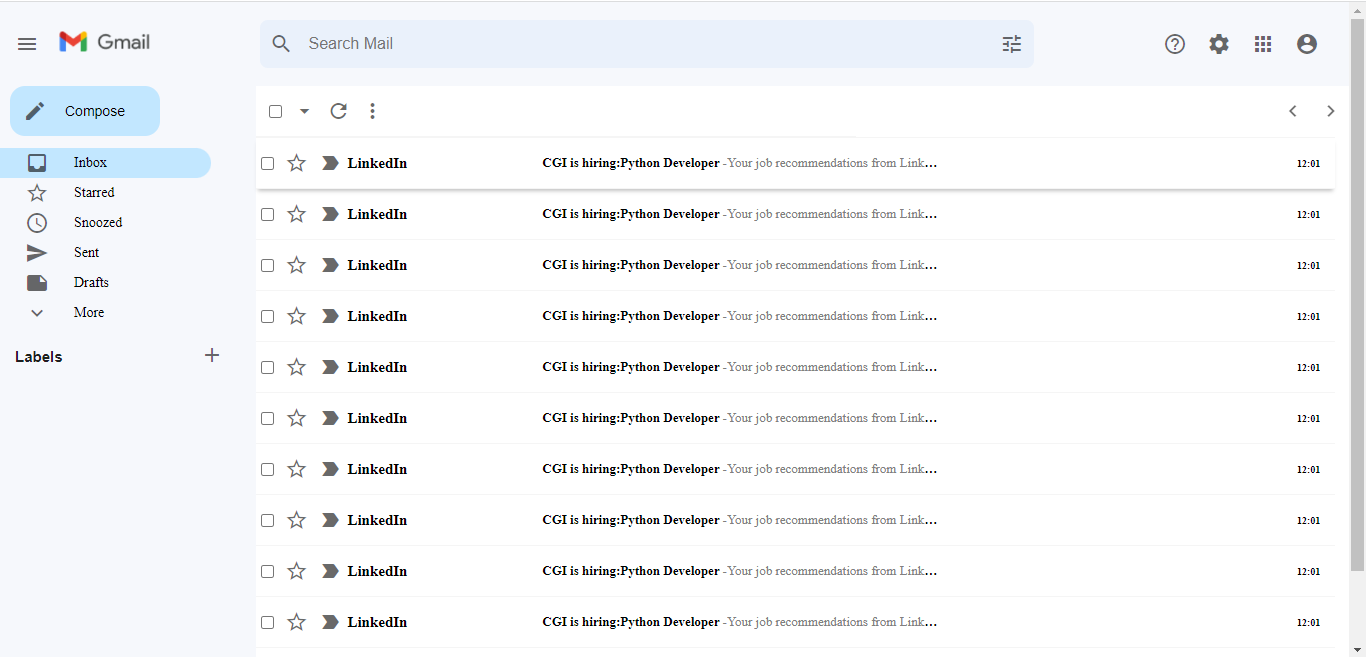 Gmail
Search Mail
Compose
Inbox
Starred
Snoozed
Sent
Drafts
More
Labels
LinkedIn CGI is hiring:Python Developer -Your job recommendations from Link... 12:01
LinkedIn CGI is hiring:Python Developer -Your job recommendations from Link... 12:01
LinkedIn CGI is hiring:Python Developer -Your job recommendations from Link... 12:01
LinkedIn CGI is hiring:Python Developer -Your job recommendations from Link... 12:01
LinkedIn CGI is hiring:Python Developer -Your job recommendations from Link... 12:01
LinkedIn CGI is hiring:Python Developer -Your job recommendations from Link... 12:01
LinkedIn CGI is hiring:Python Developer -Your job recommendations from Link... 12:01
LinkedIn CGI is hiring:Python Developer -Your job recommendations from Link... 12:01
LinkedIn CGI is hiring:Python Developer -Your job recommendations from Link... 12:01
LinkedIn CGI is hiring:Python Developer -Your job recommendations from Link... 12:01